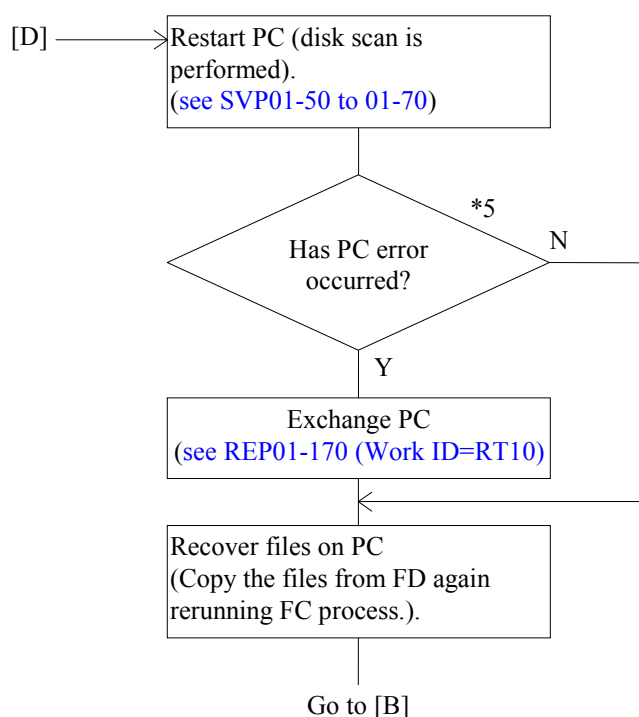 [D]
Restart PC (disk scan is
performed).
(see SVP01-50 to 01-70)
*5
Has PC error
occurred?
N
Y
Exchange PC
(see REP01-170 (Work ID=RT10)
Recover files on PC
(Copy the files from FD again
rerunning FC process.).
Go to [B]